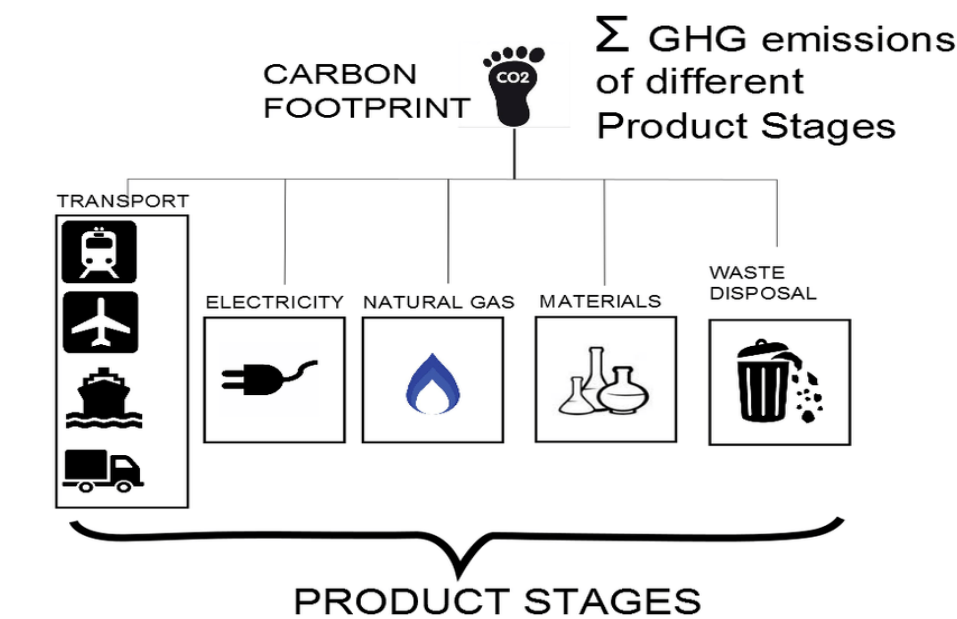 CARBON
FOOTPRINT
CO2
Σ GHG emissions
of different
Product Stages
TRANSPORT
ELECTRICITY
NATURAL GAS
MATERIALS
WASTE
DISPOSAL
PRODUCT STAGES